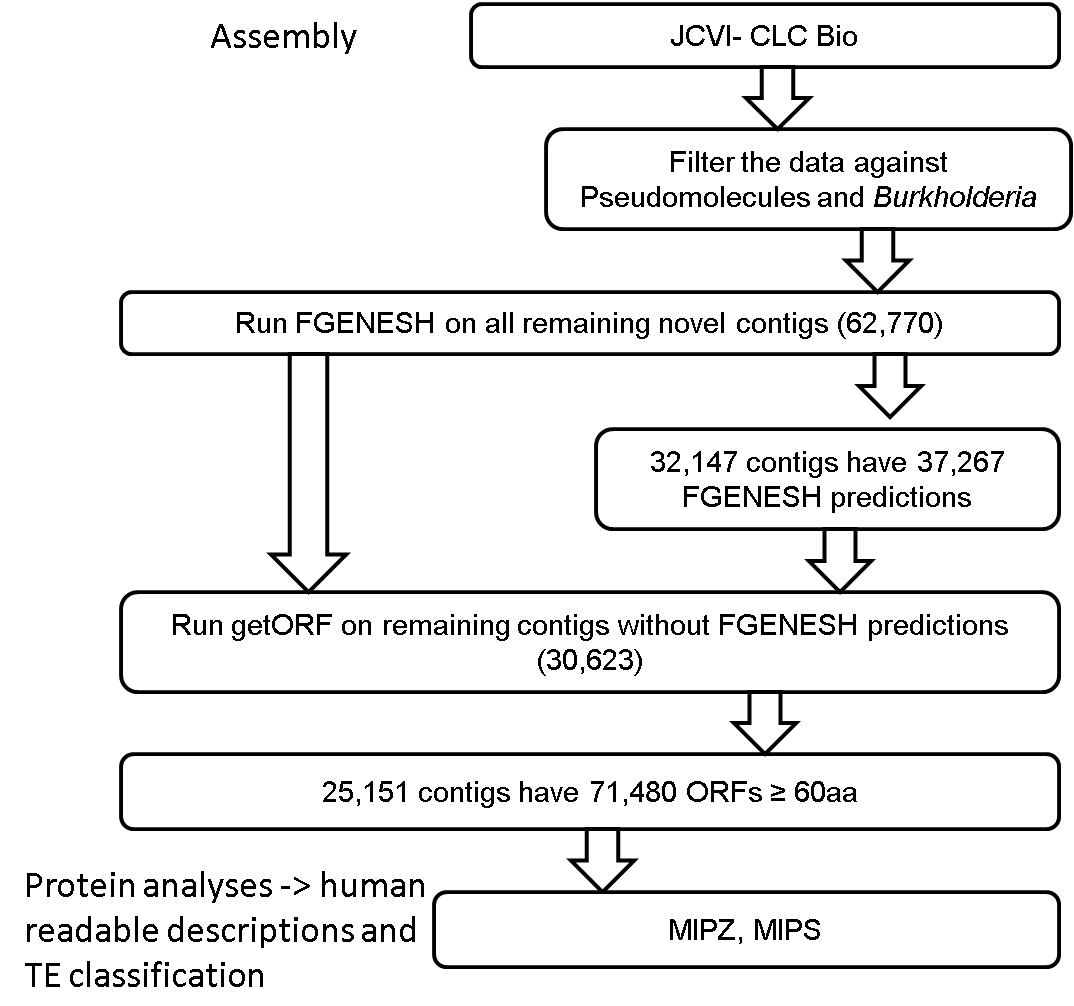 Assembly
JCVI- CLC Bio
Filter the data against
Pseudomolecules and Burkholderia
Run FGENESH on all remaining novel contigs (62,770)
32,147 contigs have 37,267
FGENESH predictions
Run getORF on remaining contigs without FGENESH predictions
(30,623)
25,151 contigs have 71,480 ORFs ≥ 60aa
Protein analyses -> human
readable descriptions and
TE classification
MIPZ, MIPS